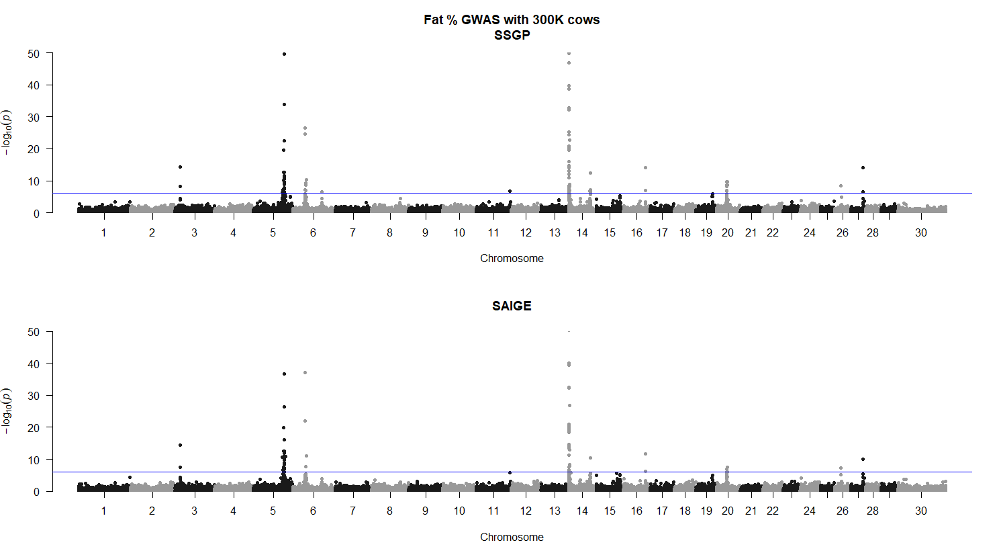 Fat % GWAS with 300K cows
SSGP
50
40
30
20
10
0
−log10(p)
1 2 3 4 5 6 7 8 9 10 11 12 13 14 15 16 17 18 19 20 21 22 24 26 28 30
Chromosome
SAIGE
50
40
30
20
10
0
−log10(p)
1 2 3 4 5 6 7 8 9 10 11 12 13 14 15 16 17 18 19 20 21 22 24 26 28 30
Chromosome